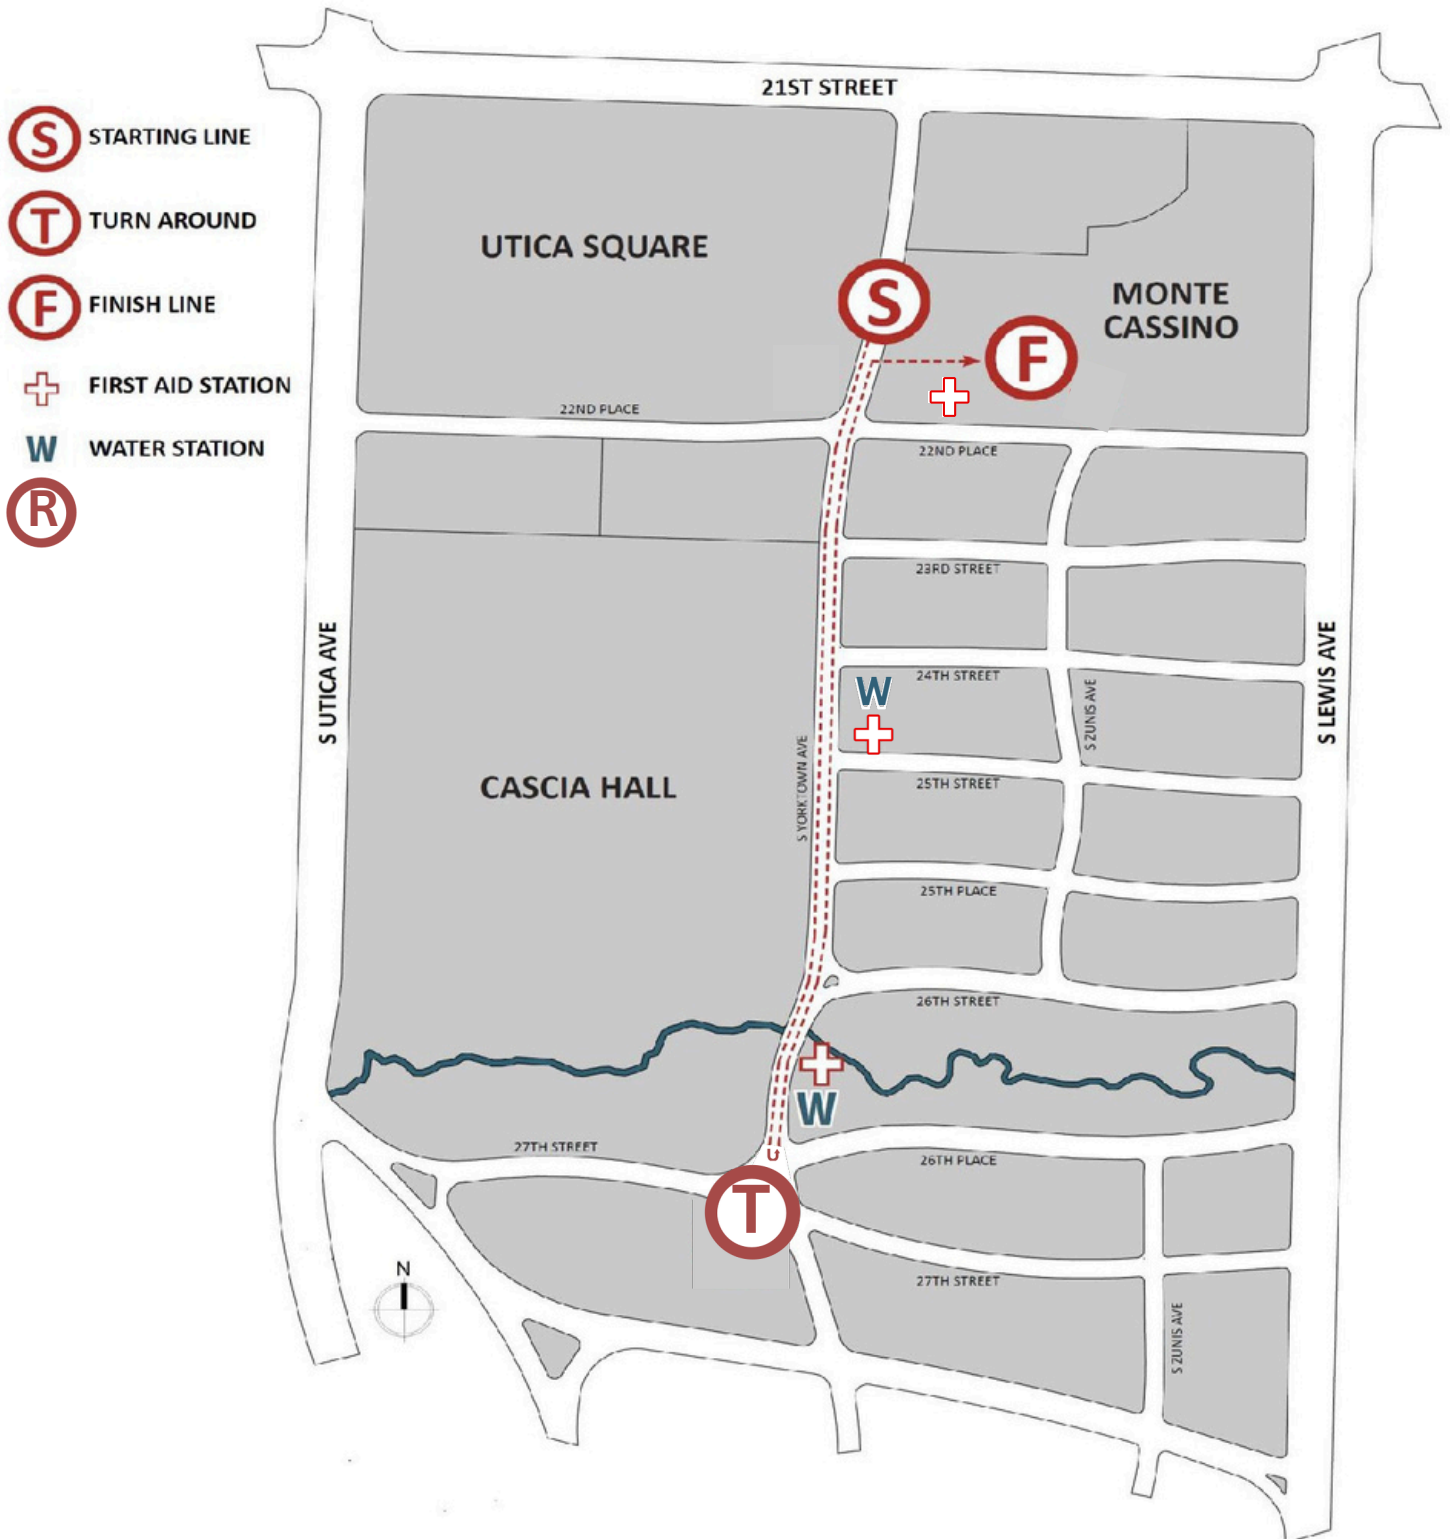 21ST STREET
S STARTING LINE
T TURN AROUND
F FINISH LINE
FIRST AID STATION
W WATER STATION
R
UTICA SQUARE
S
MONTE
CASSINO
F
22ND PLACE
22ND PLACE
23RD STREET
S UTICA AVE
S LEWIS AVE
24TH STREET
W
S ZUNIS AVE
S YORKTOWN AVE
CASCIA HALL
25TH STREET
25TH PLACE
26TH STREET
W
27TH STREET
26TH PLACE
T
N
27TH STREET
S ZUNIS AVE